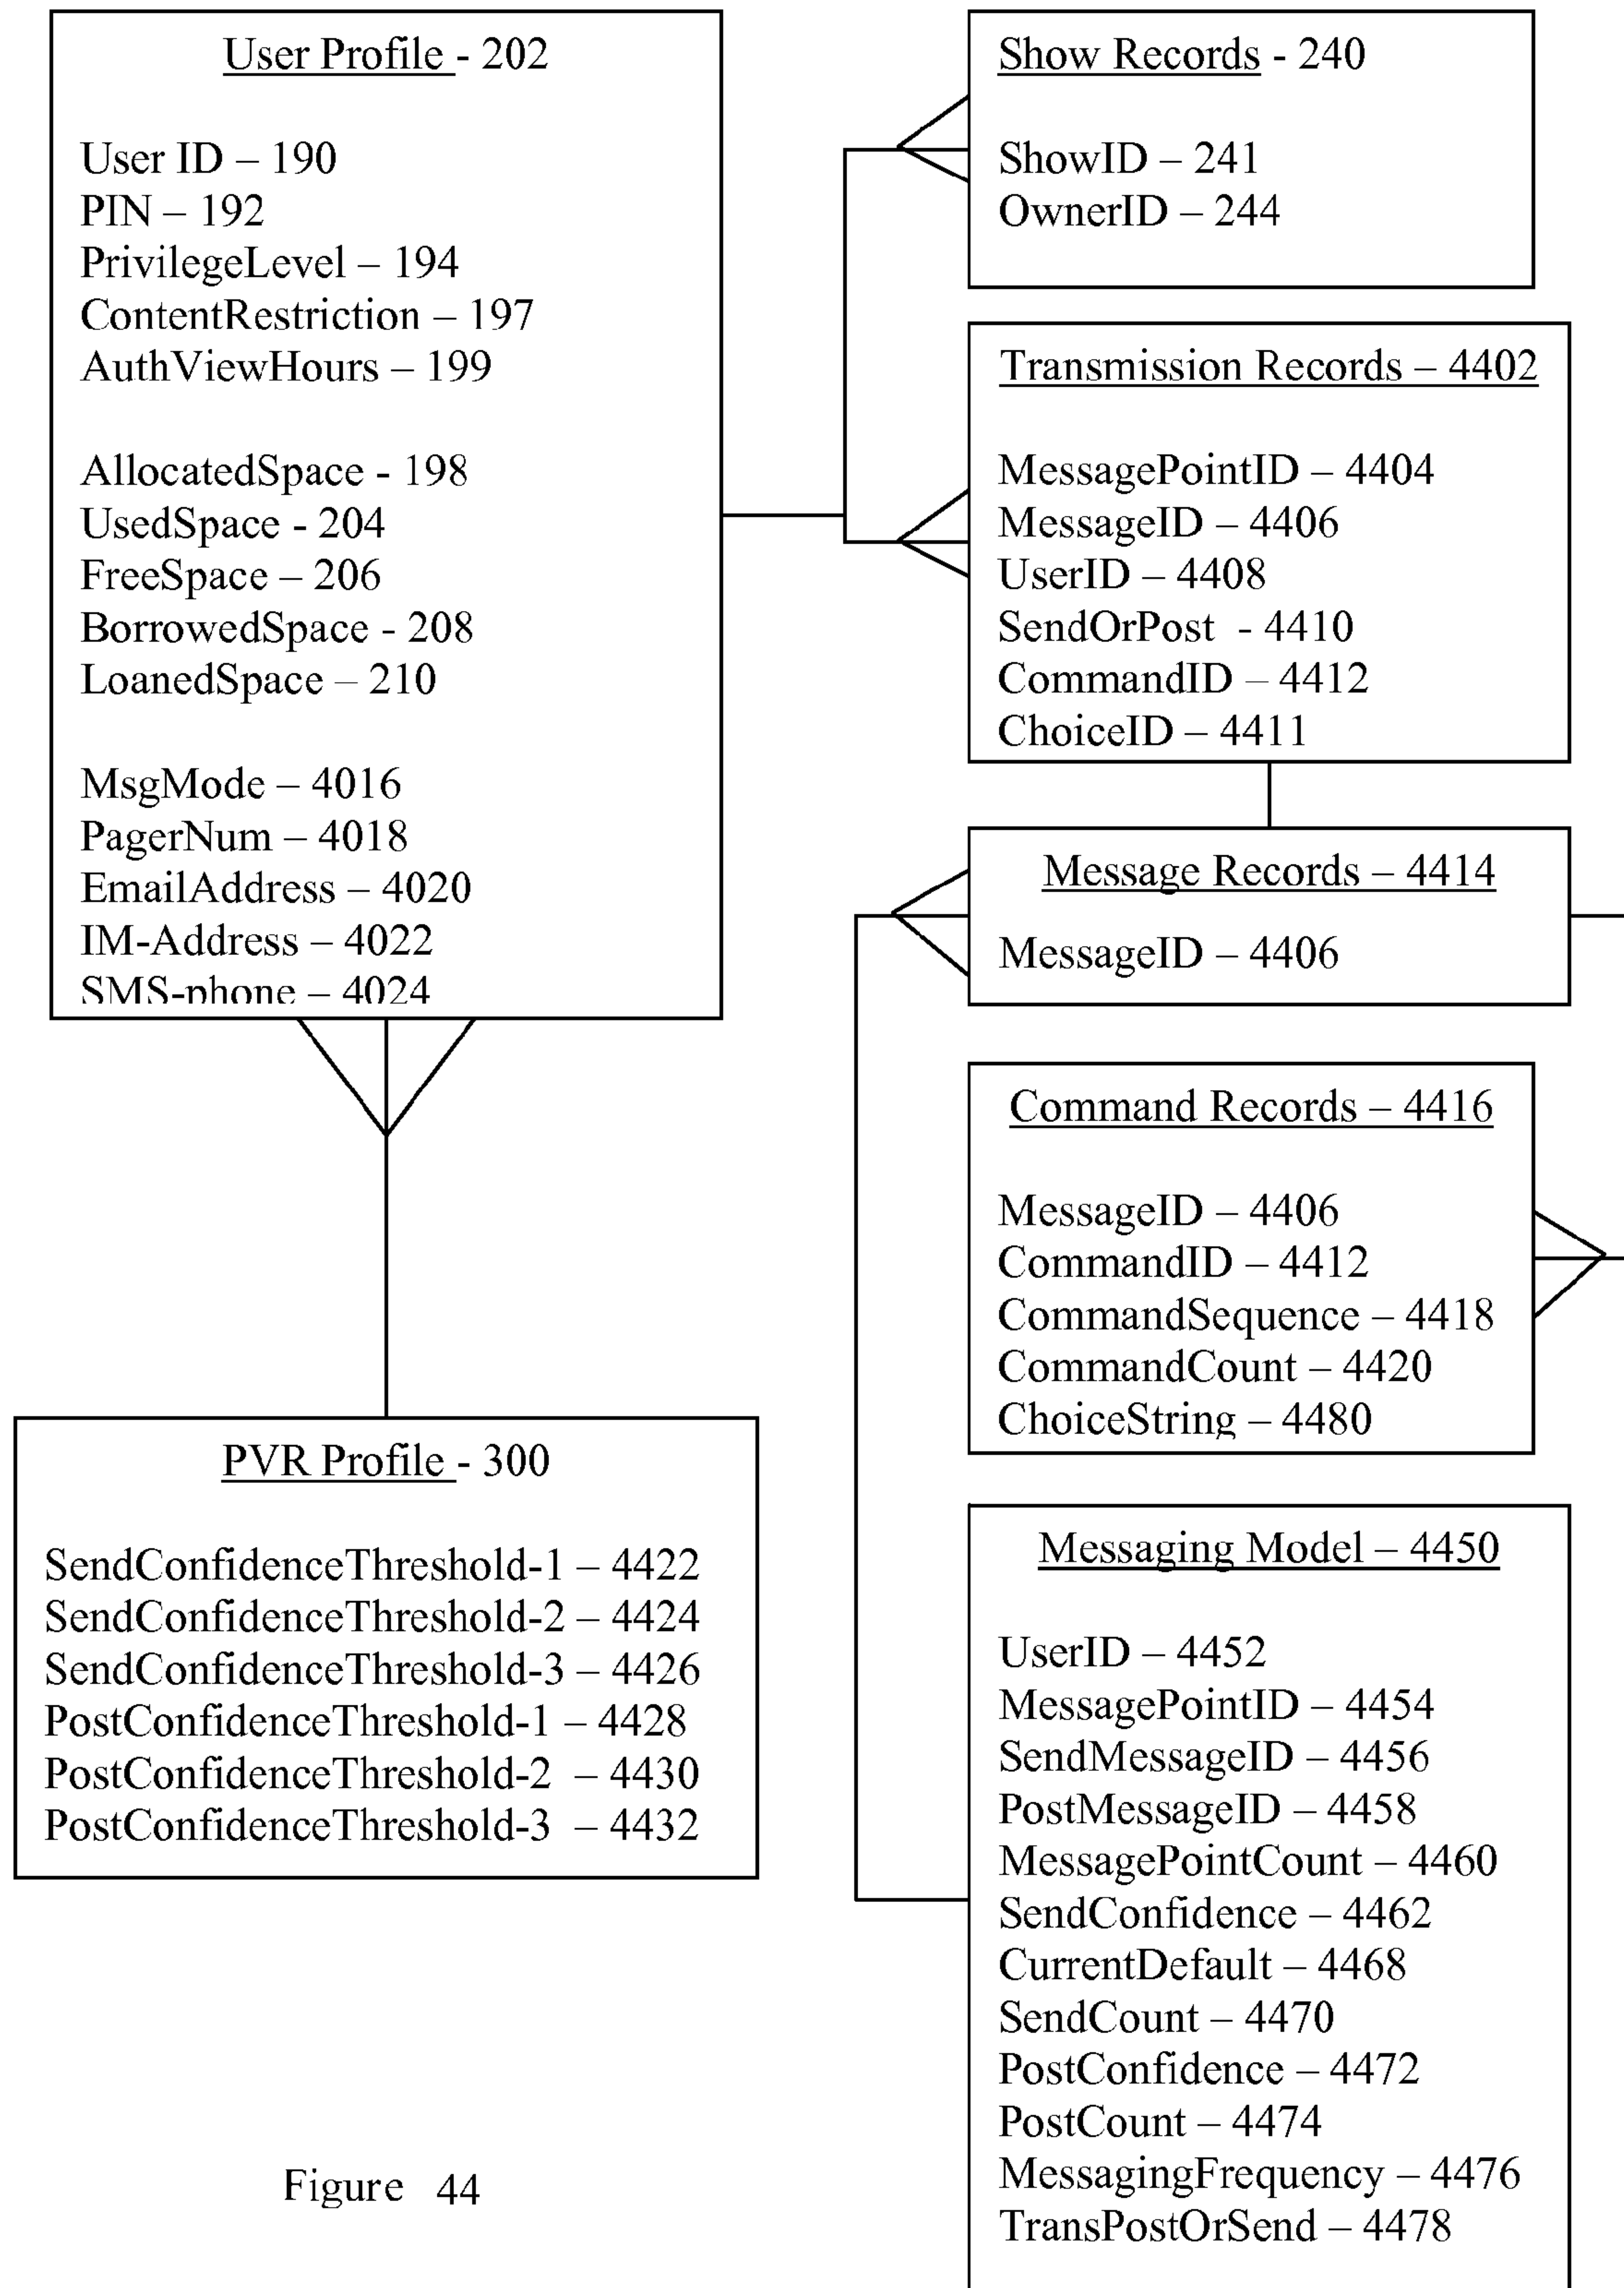 User Profile - 202
User ID – 190
PIN – 192
PrivilegeLevel – 194
ContentRestriction – 197
AuthViewHours – 199
AllocatedSpace - 198
UsedSpace - 204
FreeSpace – 206
BorrowedSpace - 208
LoanedSpace – 210
MsgMode – 4016
PagerNum – 4018
EmailAddress – 4020
IM-Address – 4022
SMS-phone – 4024
PVR Profile - 300
SendConfidenceThreshold-1 – 4422
SendConfidenceThreshold-2 – 4424
SendConfidenceThreshold-3 – 4426
PostConfidenceThreshold-1 – 4428
PostConfidenceThreshold-2 – 4430
PostConfidenceThreshold-3 – 4432
Show Records - 240
ShowID – 241
OwnerID – 244
Transmission Records – 4402
MessagePointID – 4404
MessageID – 4406
UserID – 4408
SendOrPost - 4410
CommandID – 4412
ChoiceID – 4411
Message Records – 4414
MessageID – 4406
Command Records – 4416
MessageID – 4406
CommandID – 4412
CommandSequence – 4418
CommandCount – 4420
ChoiceString – 4480
Messaging Model – 4450
UserID – 4452
MessagePointID – 4454
SendMessageID – 4456
PostMessageID – 4458
MessagePointCount – 4460
SendConfidence – 4462
CurrentDefault – 4468
SendCount – 4470
PostConfidence – 4472
PostCount – 4474
MessagingFrequency – 4476
TransPostOrSend – 4478
Figure 44